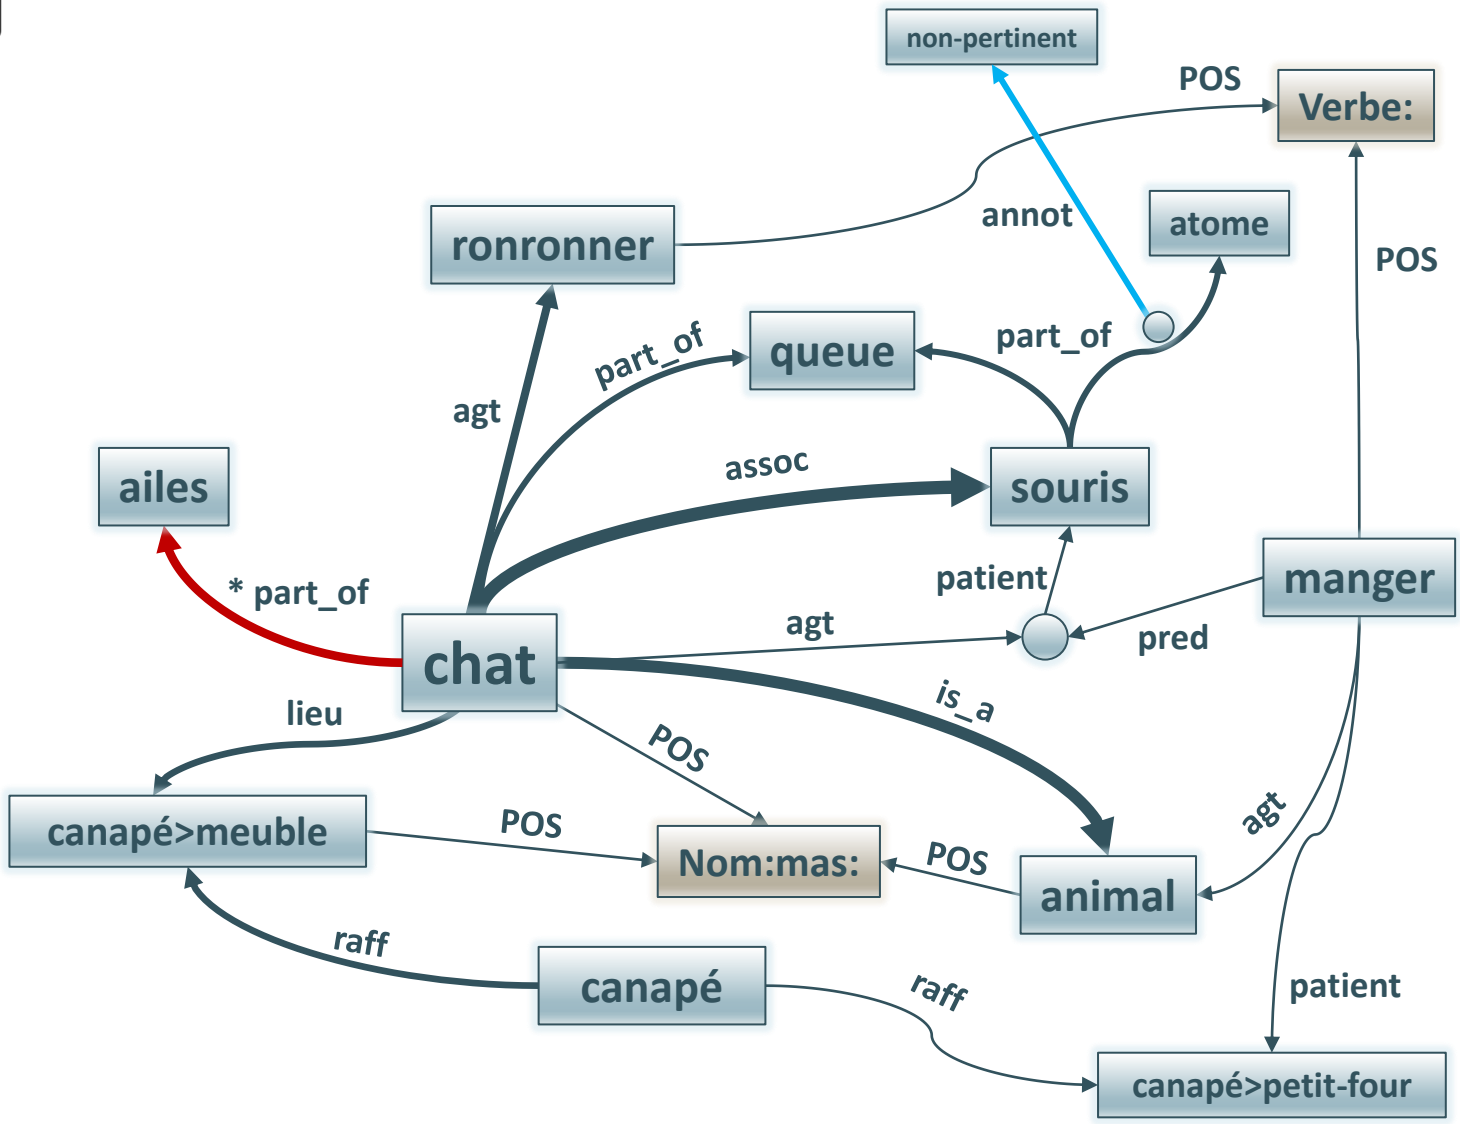 non-pertinent
POS
Verbe:
annot
atome
ronronner
POS
part_of
queue
part_of
agt
assoc
ailes
souris
* part_of
patient
manger
agt
pred
chat
is_a
lieu
POS
canapé>meuble
POS
Nom:mas:
POS
agt
animal
raff
canapé
raff
patient
canapé>petit-four